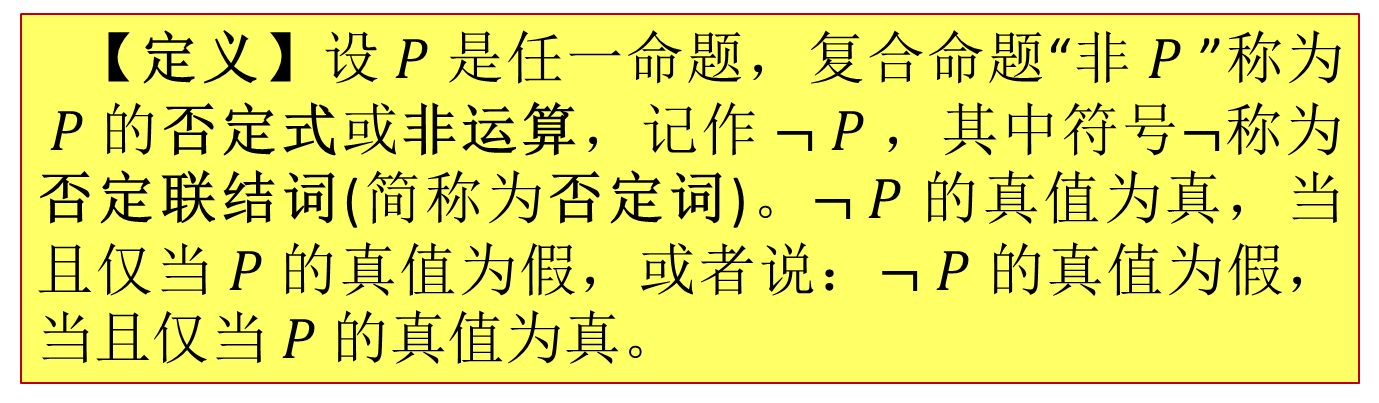 【定义】设 P 是任一命题，复合命题“非 P ”称为
P 的否定式或非运算，记作 ¬ P ，其中符号¬称为
否定联结词(简称为否定词)。¬ P 的真值为真，当
且仅当 P 的真值为假，或者说：¬ P 的真值为假，
当且仅当 P 的真值为真。